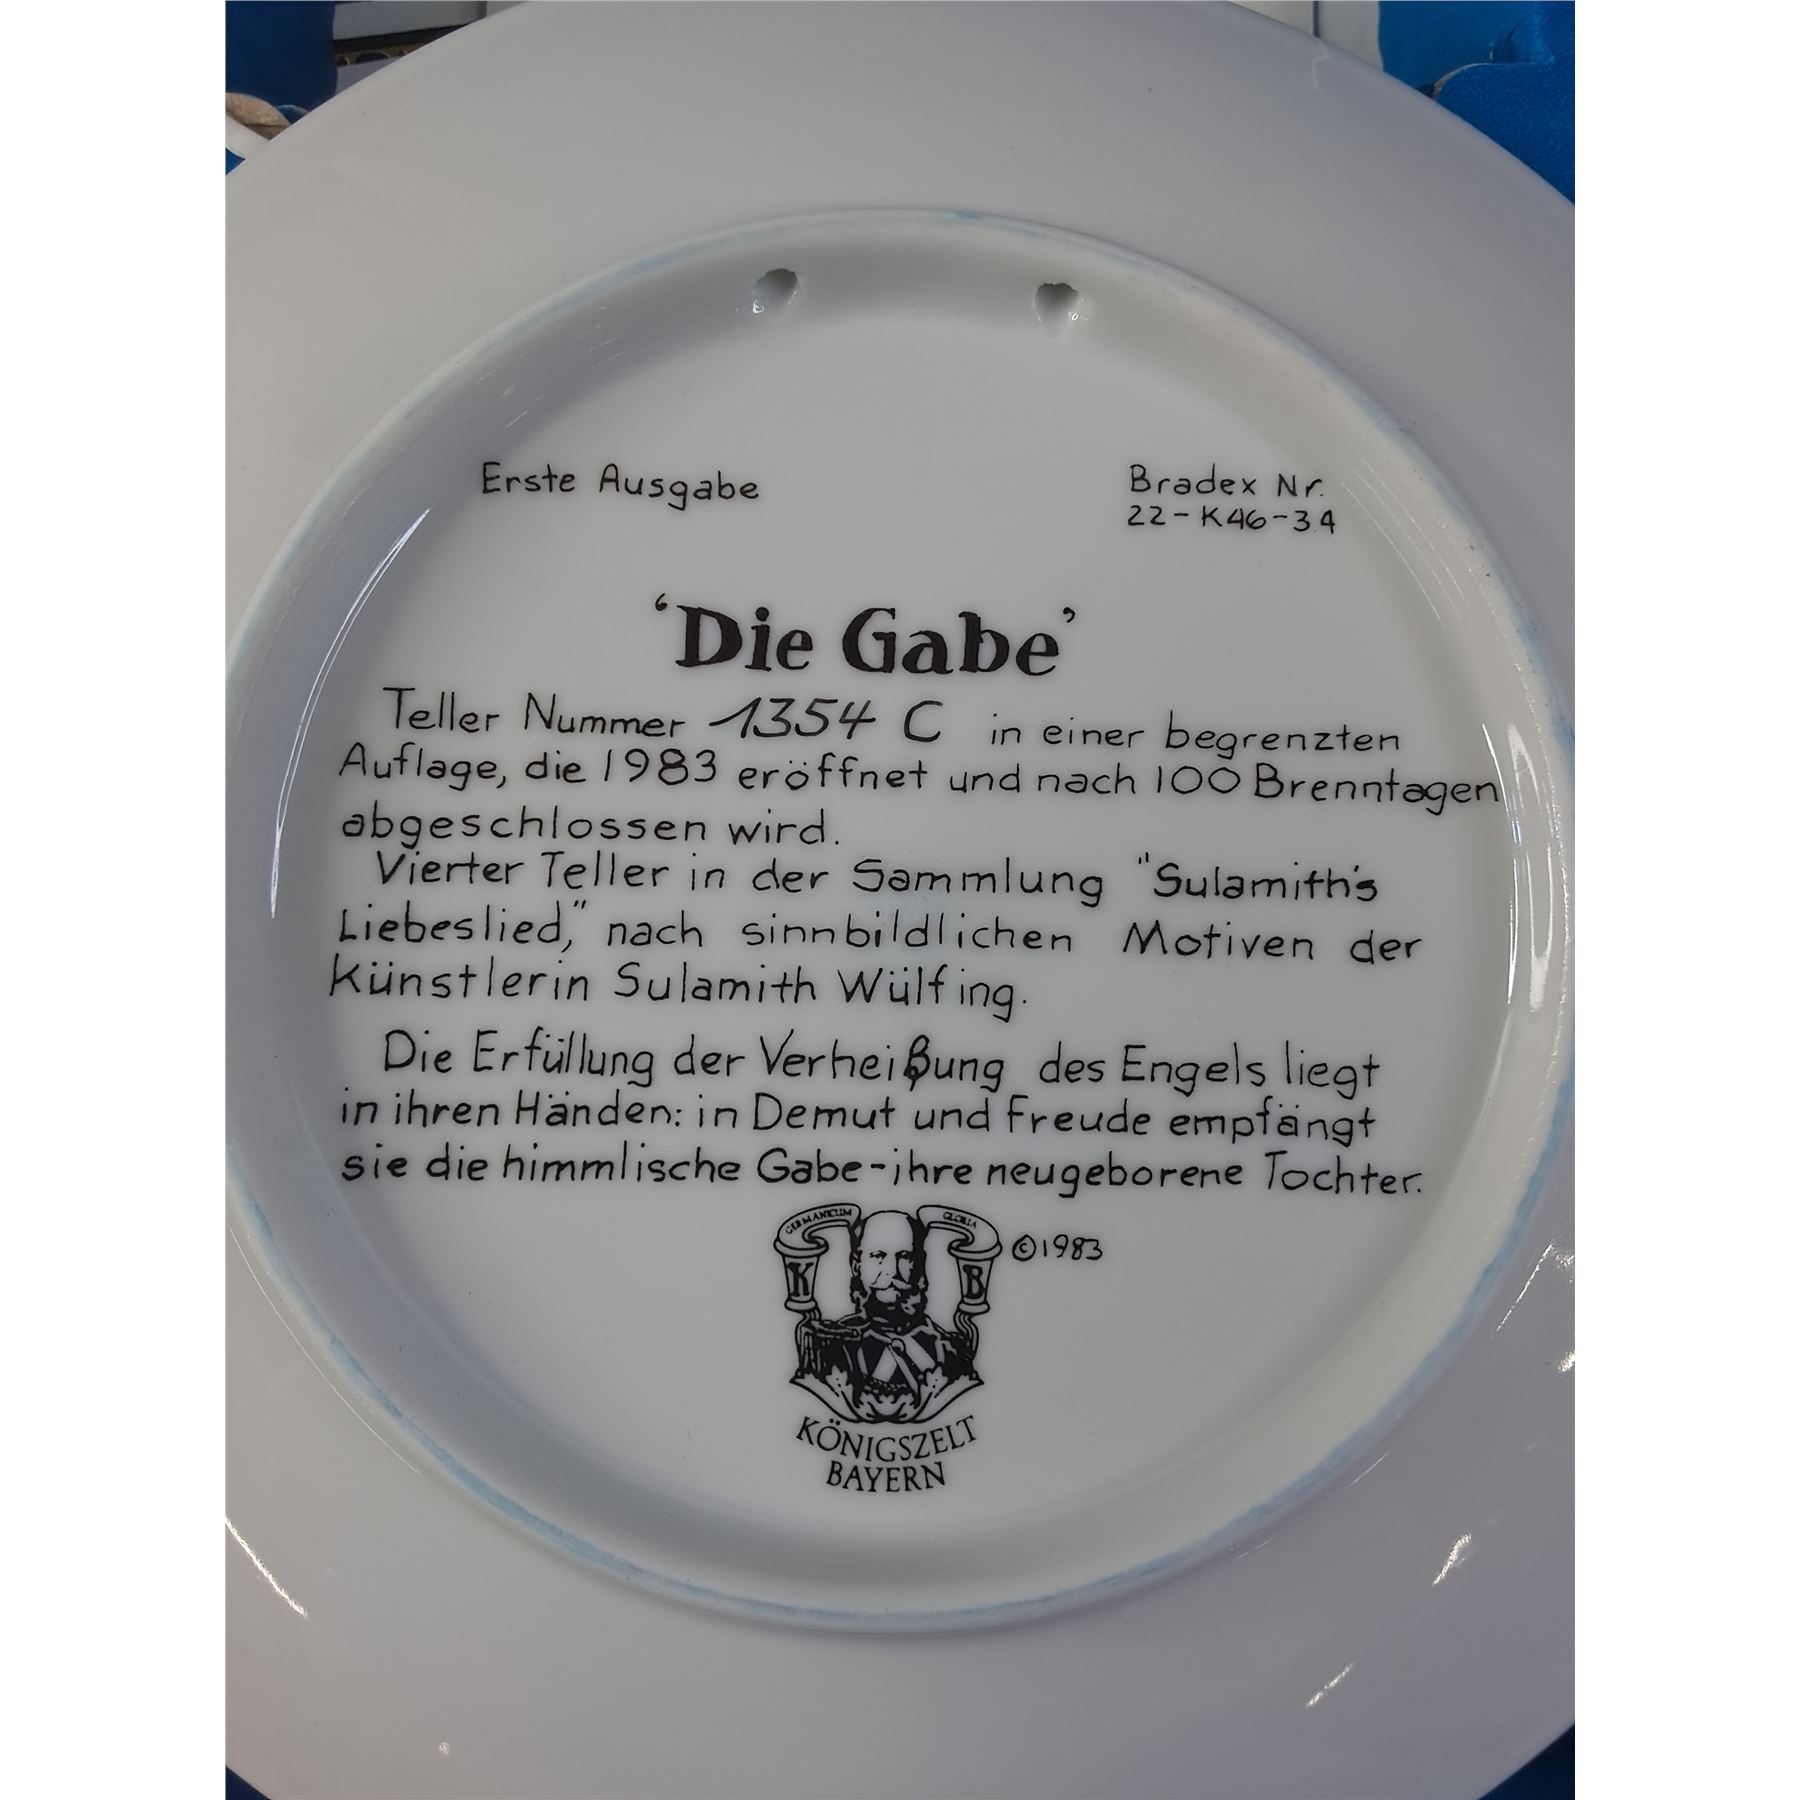 Erste Ausgabe
Bradex Nr.
22-K46-3.4
‘Die Gabe’
Teller Nummer 1354 C in einer begrenzten
Auflage, die 1983 eröffnet und nach 100 Brenntagen
abgeschlossen wird.
Vierter Teller in der Sammlung "Sulamith's
Liebeslied," nach sinnbildlichen Motiven der
Künstlerin Sulamith Wülfing.
Die Erfüllung der Verheißung des Engels liegt
in ihren Händen: in Demut und Freude empfängt
sie die himmlische Gabe-ihre neugeborene Tochter.
GERMANICUM GLORIA
K B
©1983
KÖNIGSZELT
BAYERN